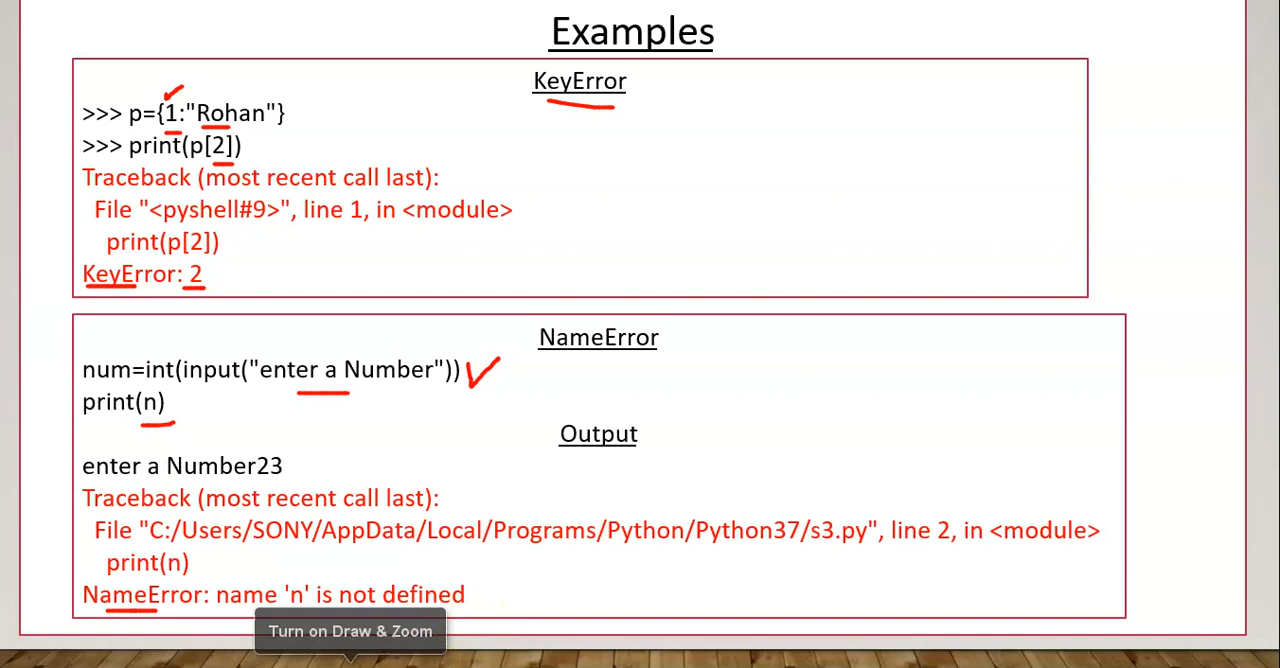 Examples
KeyError
>>> p={1:"Rohan"}
>>> print(p[2])
Traceback (most recent call last):
File "<pyshell#9>", line 1, in <module>
print(p[2])
KeyError: 2
NameError
num=int(input("enter a Number"))
print(n)
Output
enter a Number23
Traceback (most recent call last):
File "C:/Users/SONY/AppData/Local/Programs/Python/Python37/s3.py", line 2, in <module>
print(n)
NameError: name 'n' is not defined
Turn on Draw & Zoom